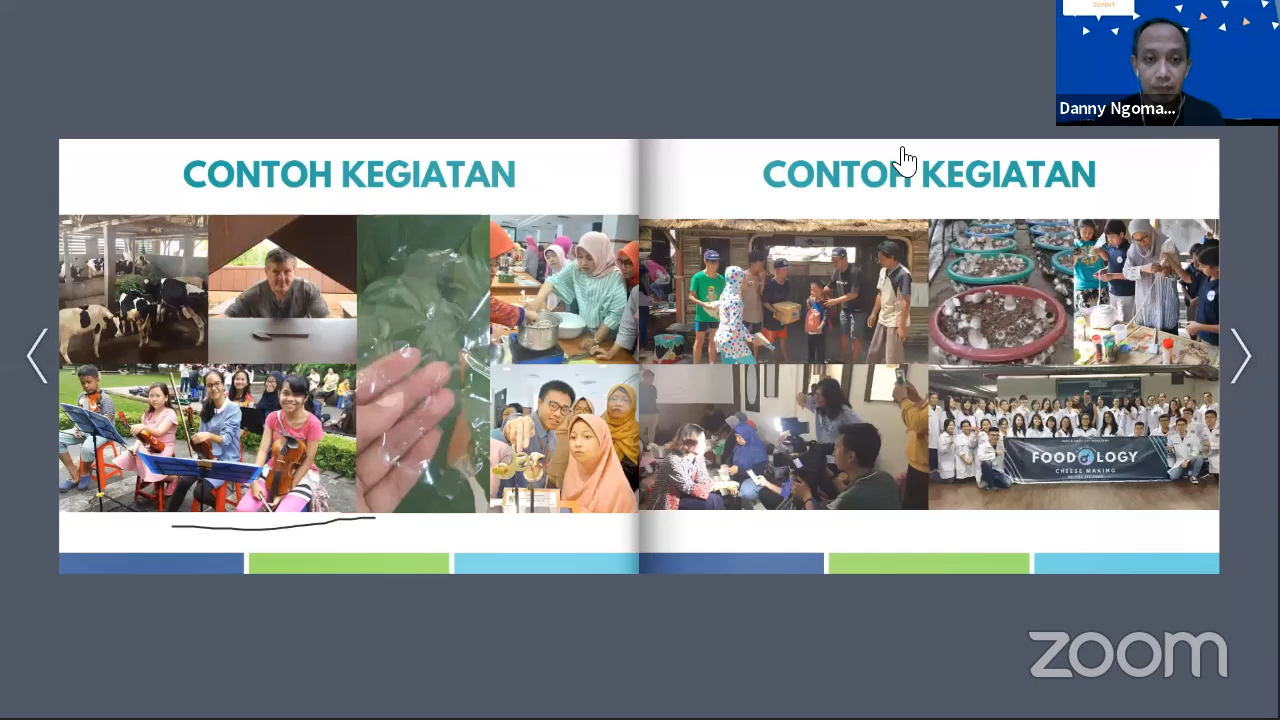 DANNY
Danny Ngoma...
CONTOH KEGIATAN
CONTOH KEGIATAN
FOODOLOGY
CHEESE MAKING
zoom